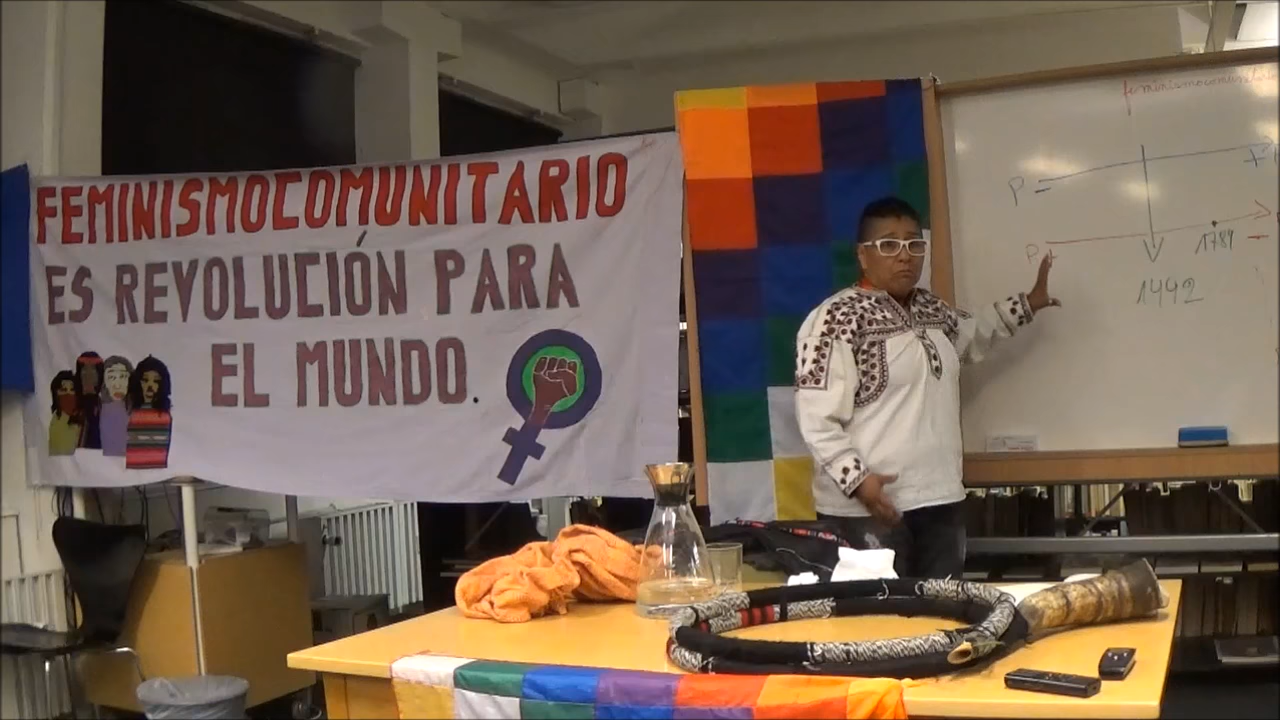 FEMINISMOCOMUNITARIO
ES REVOLUCIÓN PARA
EL MUNDO.
feminismocomunitario
P
P
1789
1492